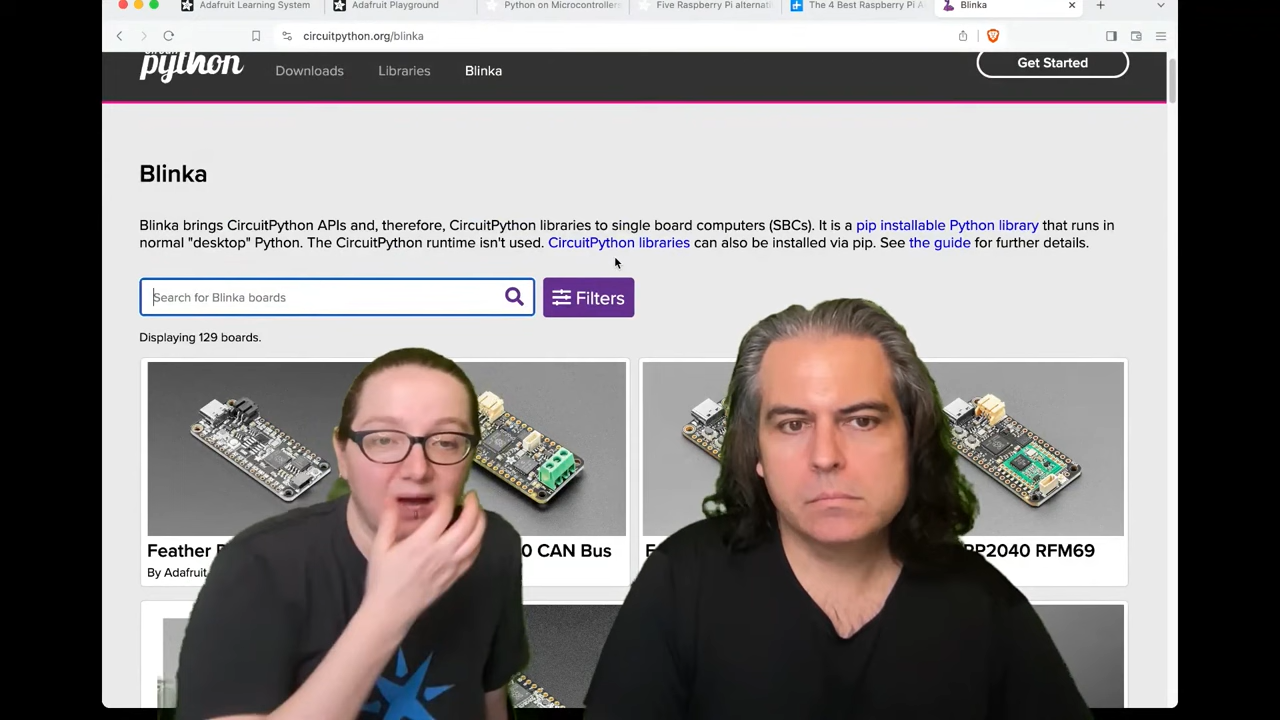 Adafruit Learning System
Adafruit Playground
Python on Microcontrollers
Five Raspberry Pi alternati
The 4 Best Raspberry Pi A
Blinka
circuitpython.org/blinka
python
Downloads
Libraries
Blinka
Get Started
Blinka
Blinka brings CircuitPython APIs and, therefore, CircuitPython libraries to single board computers (SBCs). It is a pip installable Python library that runs in
normal "desktop" Python. The CircuitPython runtime isn't used. CircuitPython libraries can also be installed via pip. See the guide for further details.
Search for Blinka boards
Filters
Displaying 129 boards.
Feather
0 CAN Bus
P2040 RFM69
By Adafruit